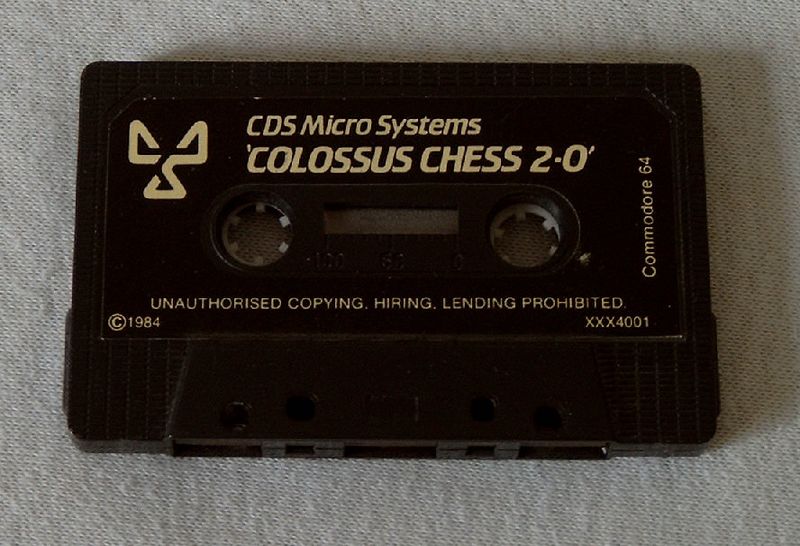 CDS Micro Systems
'COLOSSUS CHESS 2·0'
Commodore 64
100 50 0
UNAUTHORISED COPYING, HIRING, LENDING PROHIBITED.
©1984
XXX4001